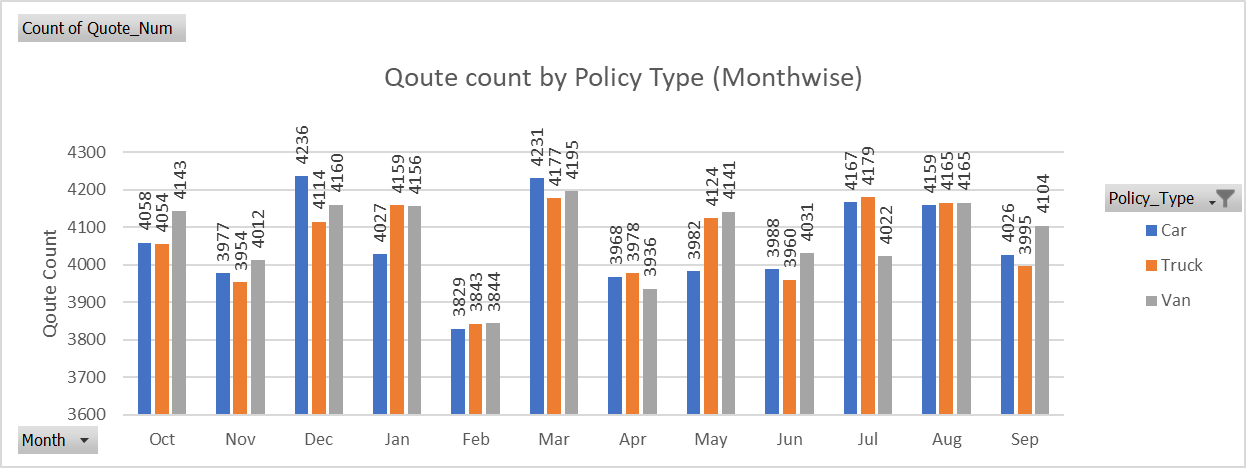 Count of Quote_Num
Qoute count by Policy Type (Monthwise)
Qoute Count
4300
4200
4100
4000
3900
3800
3700
3600
4058 4054 4143
3977 3954 4012
4236 4114 4160
4027 4159 4156
3829 3843 3844
4231 4177 4195
3968 3978 3936
3982 4124 4141
3988 3960 4031
4167 4179 4022
4159 4165 4165
4026 3995 4104
Oct Nov Dec Jan Feb Mar Apr May Jun Jul Aug Sep
Month
Policy_Type
Car
Truck
Van